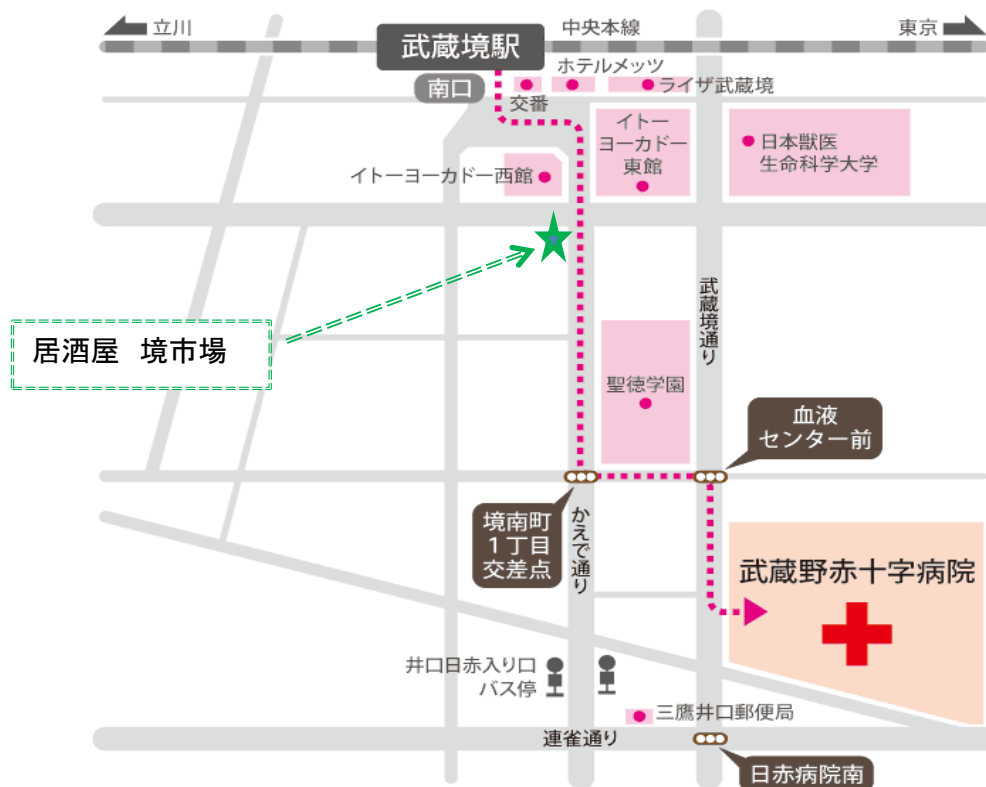 立川
中央本線
東京
武蔵境駅
ホテルメッツ
南口
交番
ライザ武蔵境
イトー
ヨーカドー
東館
日本獣医
生命科学大学
イトーヨーカドー西館
武蔵境通り
居酒屋　境市場
聖徳学園
血液
センター前
境南町
1丁目
交差点
かえで通り
武蔵野赤十字病院
井口日赤入り口
バス停
三鷹井口郵便局
連雀通り
日赤病院南